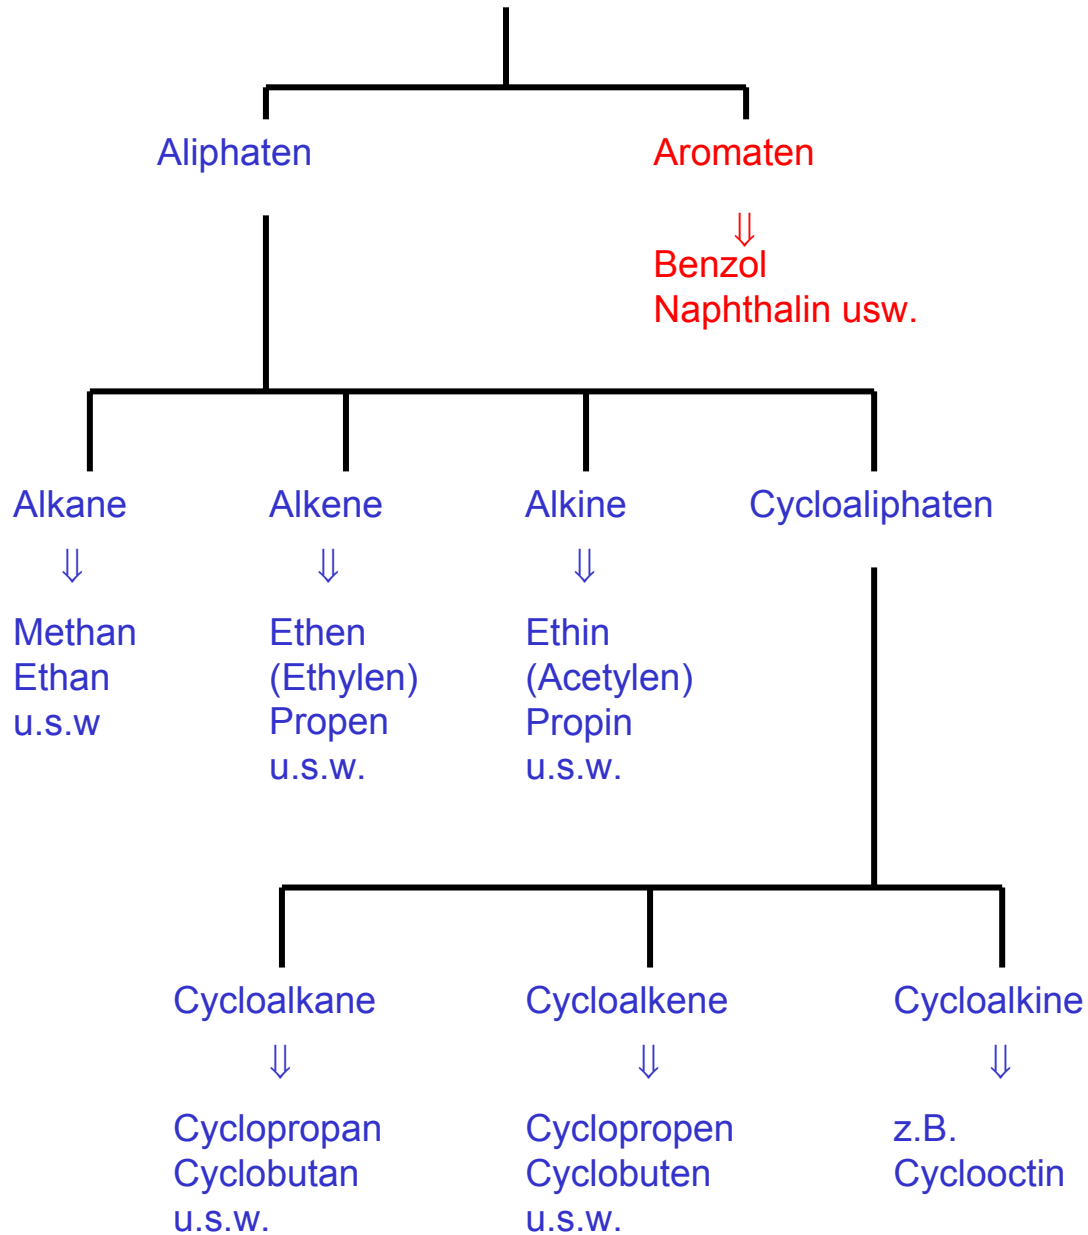 Aliphaten
Aromaten
⇓
Benzol
Naphthalin usw.
Alkane
⇓
Methan
Ethan
u.s.w
Alkene
⇓
Ethen
(Ethylen)
Propen
u.s.w.
Alkine
⇓
Ethin
(Acetylen)
Propin
u.s.w.
Cycloaliphaten
Cycloalkane
⇓
Cyclopropan
Cyclobutan
u.s.w.
Cycloalkene
⇓
Cyclopropen
Cyclobuten
u.s.w.
Cycloalkine
⇓
z.B.
Cyclooctin